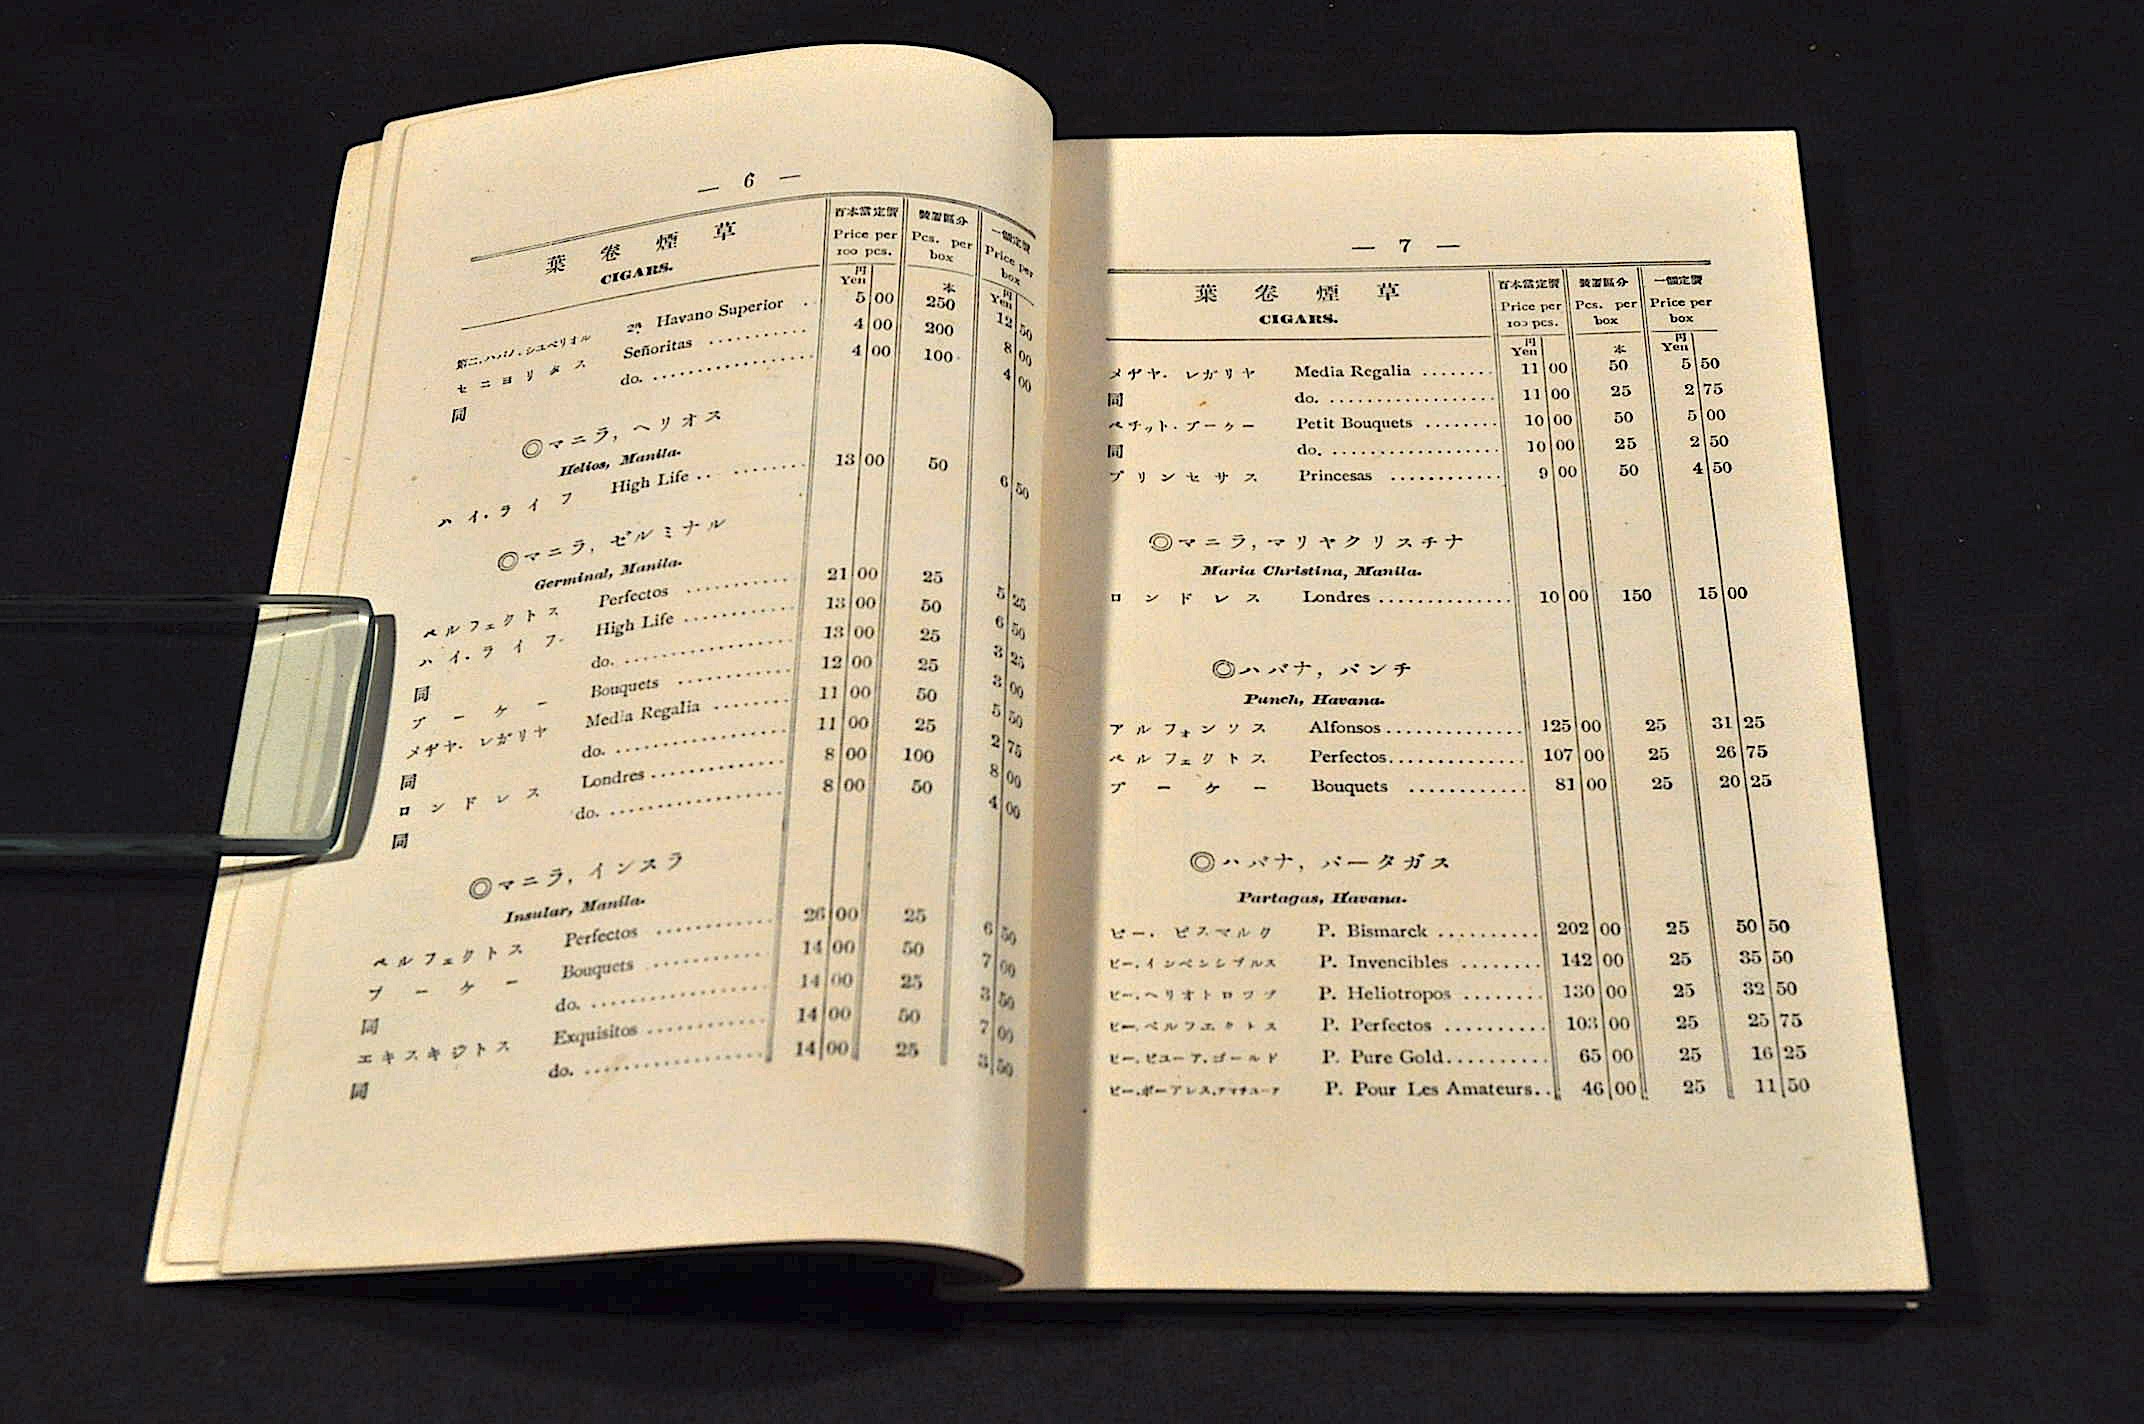 — 6 —
葉卷煙草
CIGARS.
百本當定價
Price per
100 pcs.
裝置區分
Pcs. per
box
一個定價
Price per
box
円
Yen
本
円
Yen
第二.ハバノ.シユペリオル 2ª Havano Superior .. 5 00 250 12 50
セニヨリタス Señoritas .......... 4 00 200 8 00
同 do. ................ 4 00 100 4 00
◎マニラ, ヘリオス
Helios, Manila.
ハイ.ライフ High Life .. ........ 13 00 50 6 50
◎マニラ, ゼルミナル
Germinal, Manila.
ペルフェクトス Perfectos ........... 21 00 25 5 25
ハイ.ライフ High Life ........... 13 00 50 6 50
同 do. ................ 13 00 25 3 25
ブーケー Bouquets ........... 12 00 25 3 00
メヂヤ. レガリヤ Media Regalia ........ 11 00 50 5 50
同 do. ................ 11 00 25 2 75
ロンドレス Londres ............. 8 00 100 8 00
同 do. ................ 8 00 50 4 00
◎マニラ, インスラ
Insular, Manila.
ペルフェクトス Perfectos ............ 26 00 25 6 50
ブーケー Bouquets ............ 14 00 50 7 00
同 do. ................ 14 00 25 3 50
エキスキジトス Exquisitos ............ 14 00 50 7 00
同 do. ................ 14 00 25 3 50
— 7 —
葉卷煙草
CIGARS.
百本當定價
Price per
100 pcs.
裝置區分
Pcs. per
box
一個定價
Price per
box
円
Yen
本
円
Yen
メヂヤ. レガリヤ Media Regalia ........ 11 00 50 5 50
同 do. ................... 11 00 25 2 75
ペチット.ブーケー Petit Bouquets ........ 10 00 50 5 00
同 do. ................... 10 00 25 2 50
プリンセサス Princesas ............ 9 00 50 4 50
◎マニラ, マリヤクリスチナ
Maria Christina, Manila.
ロンドレス Londres .............. 10 00 150 15 00
◎ハバナ, パンチ
Punch, Havana.
アルフォンソス Alfonsos............... 125 00 25 31 25
ペルフェクトス Perfectos.............. 107 00 25 26 75
ブーケー Bouquets ............ 81 00 25 20 25
◎ハバナ, パータガス
Partagas, Havana.
ピー. ビスマルク P. Bismarck .......... 202 00 25 50 50
ピー.インベンシブルス P. Invencibles ........ 142 00 25 35 50
ピー.ヘリオトロップ P. Heliotropos ........ 130 00 25 32 50
ピー.ペルフエクトス P. Perfectos .......... 103 00 25 25 75
ピー.ピユーア.ゴールド P. Pure Gold.......... 65 00 25 16 25
ピー.ポーアレス.アマチユーア P. Pour Les Amateurs.. 46 00 25 11 50